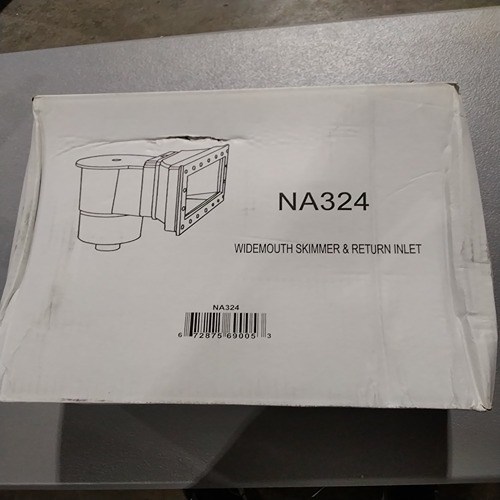 NA324
WIDEMOUTH SKIMMER & RETURN INLET
NA324
6 72875 69005 3